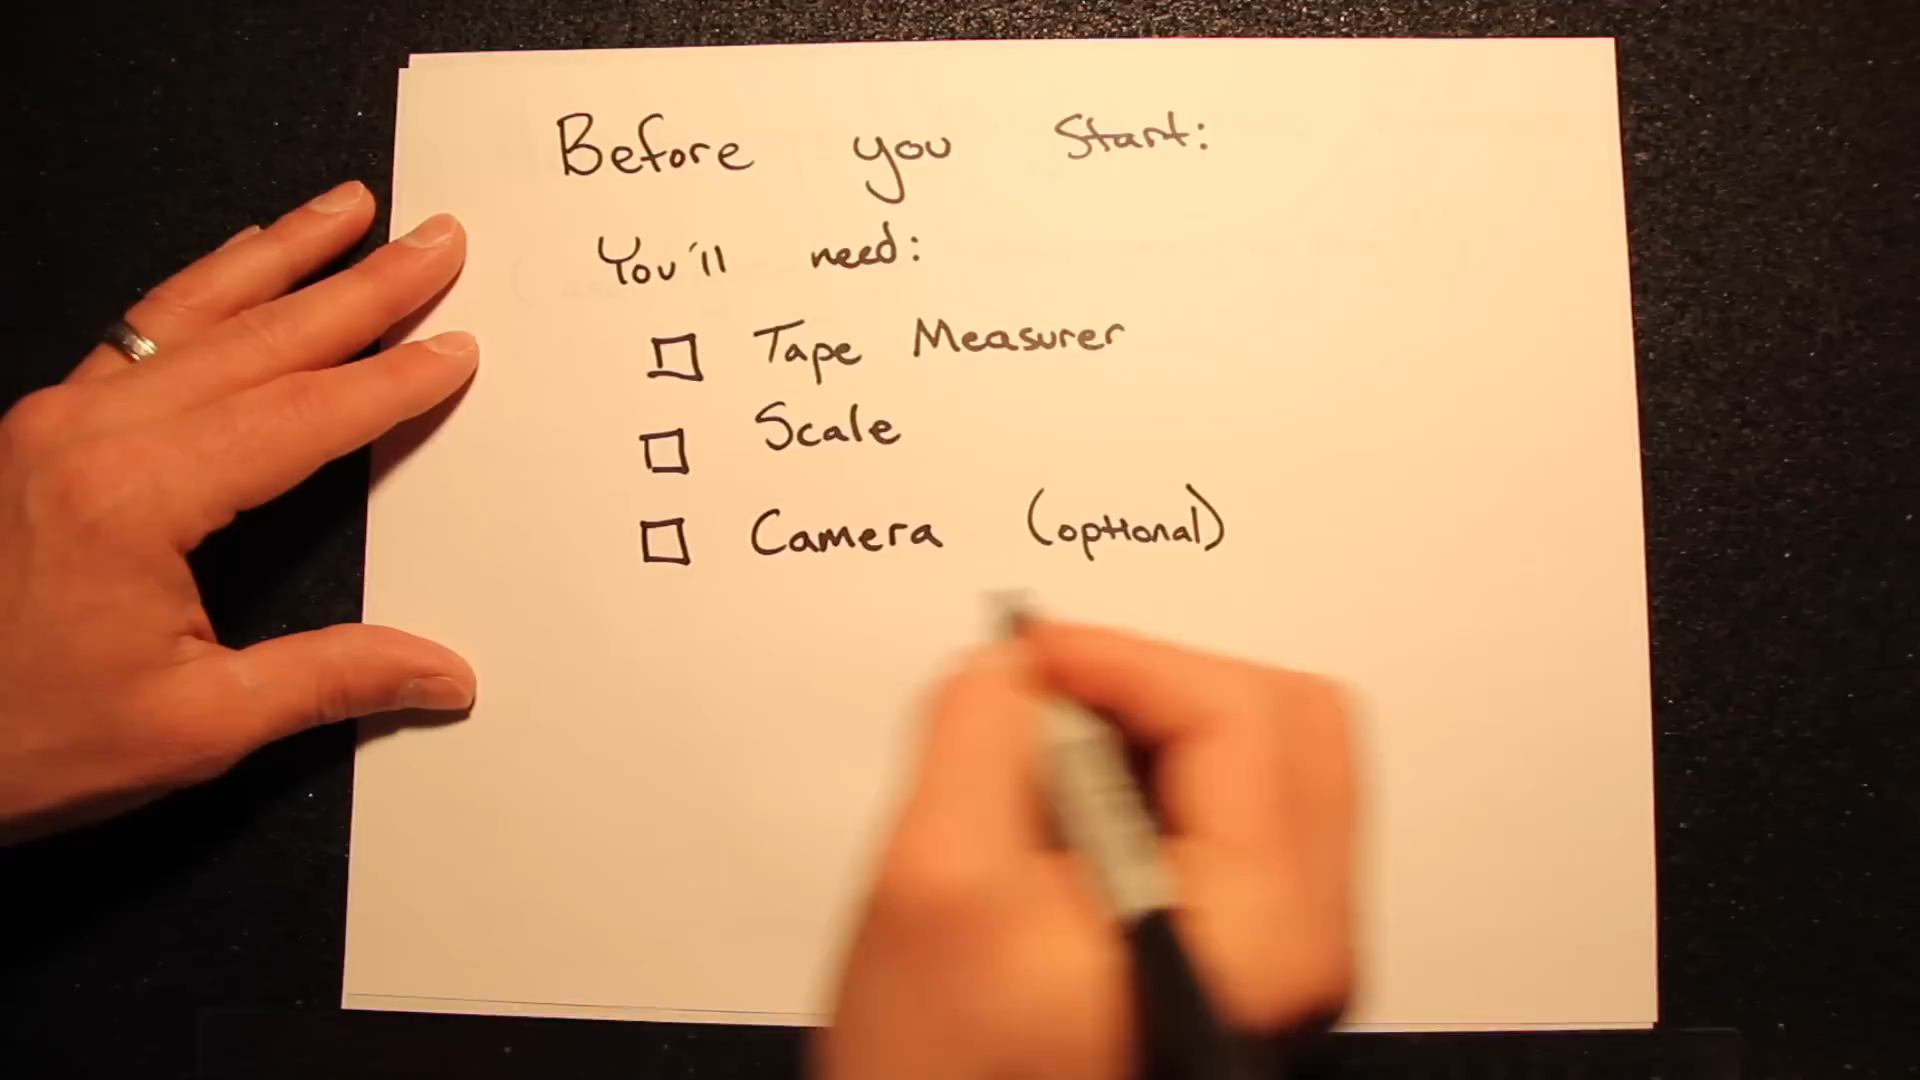 Before you Start:
You'll need:
Tape Measurer
Scale
Camera (optional)